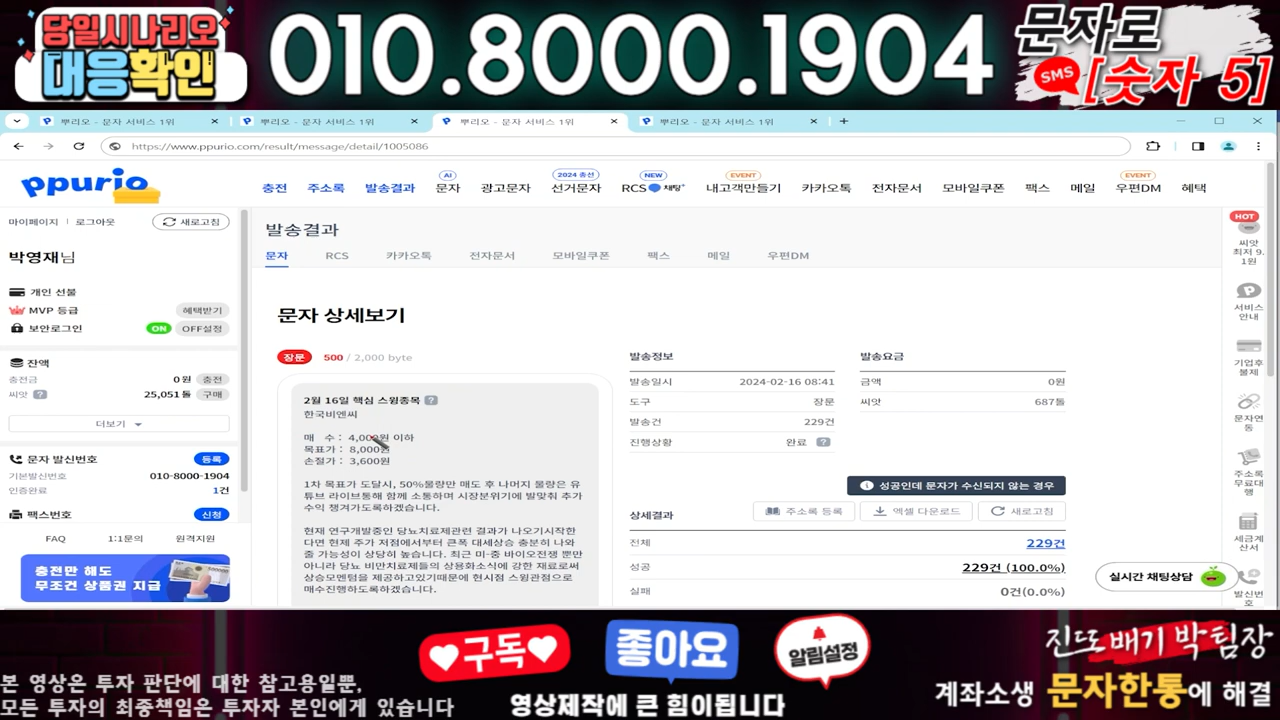 당일시나리오
대응확인
010.8000.1904
문자로
SMS
[숫자 5]
뿌리오 - 문자 서비스 1위
뿌리오 - 문자 서비스 1위
뿌리오 - 문자 서비스 1위
뿌리오 - 문자 서비스 1위
https://www.ppurio.com/result/message/detail/1005086
ppurio
충전
주소록
발송결과
AI
문자
광고문자
2024 총선
선거문자
NEW
RCS
채팅+
EVENT
내고객만들기
카카오톡
전자문서
모바일쿠폰
팩스
메일
EVENT
우편DM
혜택
마이페이지 | 로그아웃
새로고침
박영재님
개인 선불
MVP 등급 혜택받기
보안로그인 ON OFF설정
잔액
충전금 0원 충전
씨앗 ? 25,051톨 구매
더보기
문자 발신번호 등록
기본발신번호 010-8000-1904
인증완료 1건
팩스번호 신청
FAQ 1:1문의 원격지원
충전만 해도
무조건 상품권 지급
발송결과
문자 RCS 카카오톡 전자문서 모바일쿠폰 팩스 메일 우편DM
문자 상세보기
장문 500 / 2,000 byte
2월 16일 핵심 스윙종목 ?
한국비엔씨
매 수 : 4,000원 이하
목표가 : 8,000원
손절가 : 3,600원
1차 목표가 도달시, 50%물량만 매도 후 나머지 물량은 유
튜브 라이브통해 함께 소통하며 시장분위기에 발맞춰 추가
수익 챙겨가도록하겠습니다.
현재 연구개발중인 당뇨치료제관련 결과가 나오기시작한
다면 현제 주가 저점에서부터 큰폭 대세상승 충분히 나와
줄 가능성이 상당히 높습니다. 최근 미·중 바이오전쟁 뿐만
아니라 당뇨 비만치료제들의 상용화소식에 강한 재료로써
상승모멘텀을 제공하고있기때문에 현시점 스윙관점으로
매수진행하도록하겠습니다.
발송정보
발송일시 2024-02-16 08:41
도구 장문
발송건 229건
진행상황 완료 ?
발송요금
금액 0원
씨앗 687톨
성공인데 문자가 수신되지 않는 경우
상세결과
주소록 등록
엑셀 다운로드
새로고침
전체 229건
성공 229건 (100.0%)
실패 0건(0.0%)
HOT
씨앗
최저 9.
1원
서비스
안내
기업후
불제
문자연
동
주소록
무료대
행
세금계
산서
발신번
호
실시간 채팅상담
구독
좋아요
알림설정
영상제작에 큰 힘이됩니다
본 영상은 투자 판단에 대한 참고용일뿐,
모든 투자의 최종책임은 투자자 본인에게 있습니다
진또배기 박팀장
계좌소생 문자한통에 해결